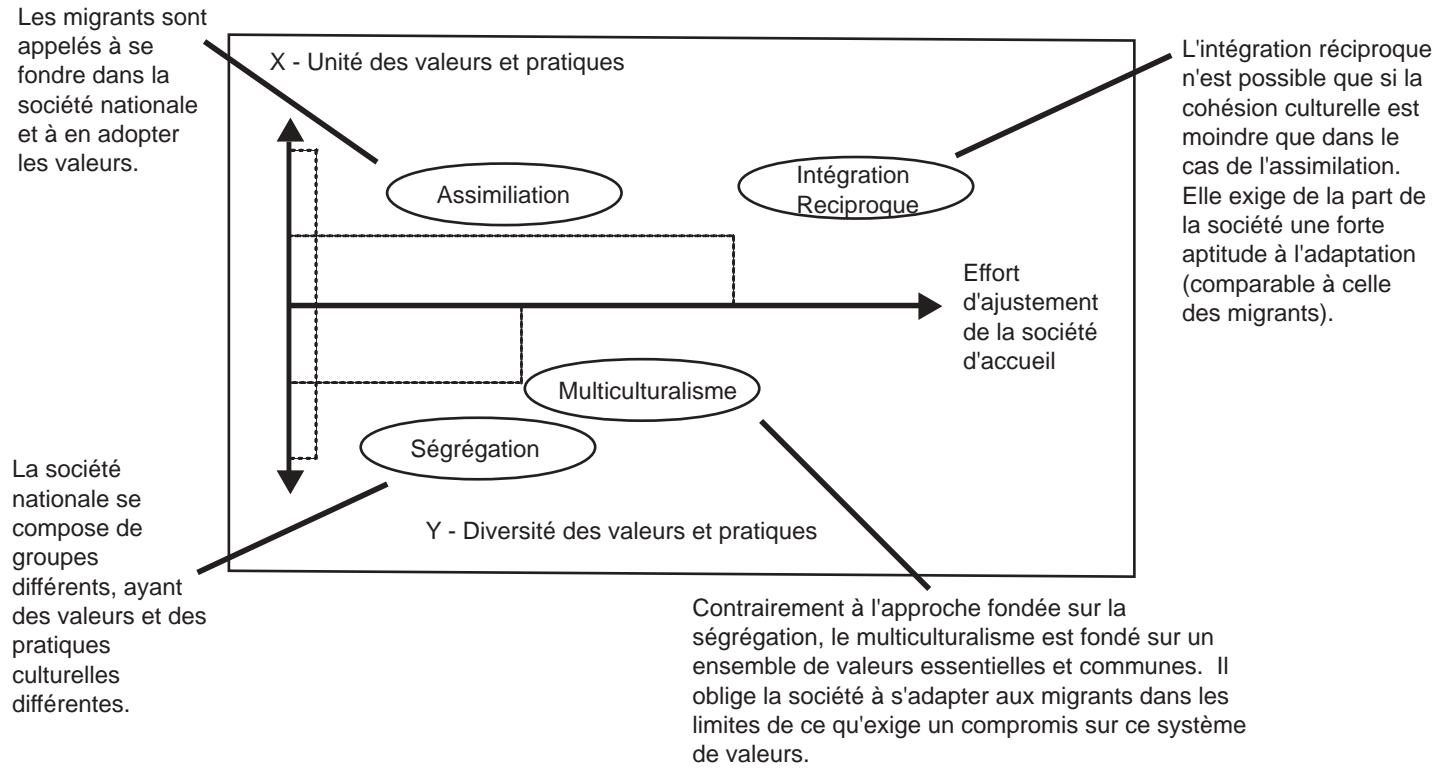 Les migrants sont
appelés à se
fondre dans la
société nationale
et à en adopter
les valeurs.
X - Unité des valeurs et pratiques
L'intégration réciproque
n'est possible que si la
cohésion culturelle est
moindre que dans le
cas de l'assimilation.
Elle exige de la part de
la société une forte
aptitude à l'adaptation
(comparable à celle
des migrants).
Assimiliation
Intégration
Reciproque
Effort
d'ajustement
de la société
d'accueil
Multiculturalisme
Ségrégation
La société
nationale se
compose de
groupes
différents, ayant
des valeurs et des
pratiques
culturelles
différentes.
Y - Diversité des valeurs et pratiques
Contrairement à l'approche fondée sur la
ségrégation, le multiculturalisme est fondé sur un
ensemble de valeurs essentielles et communes. Il
oblige la société à s'adapter aux migrants dans les
limites de ce qu'exige un compromis sur ce système
de valeurs.